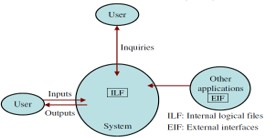 User
Inquiries
Other
applications
EIF
Inputs
ILF
User
Outputs
ILF: Internal logical files
System
EIF: External interfaces